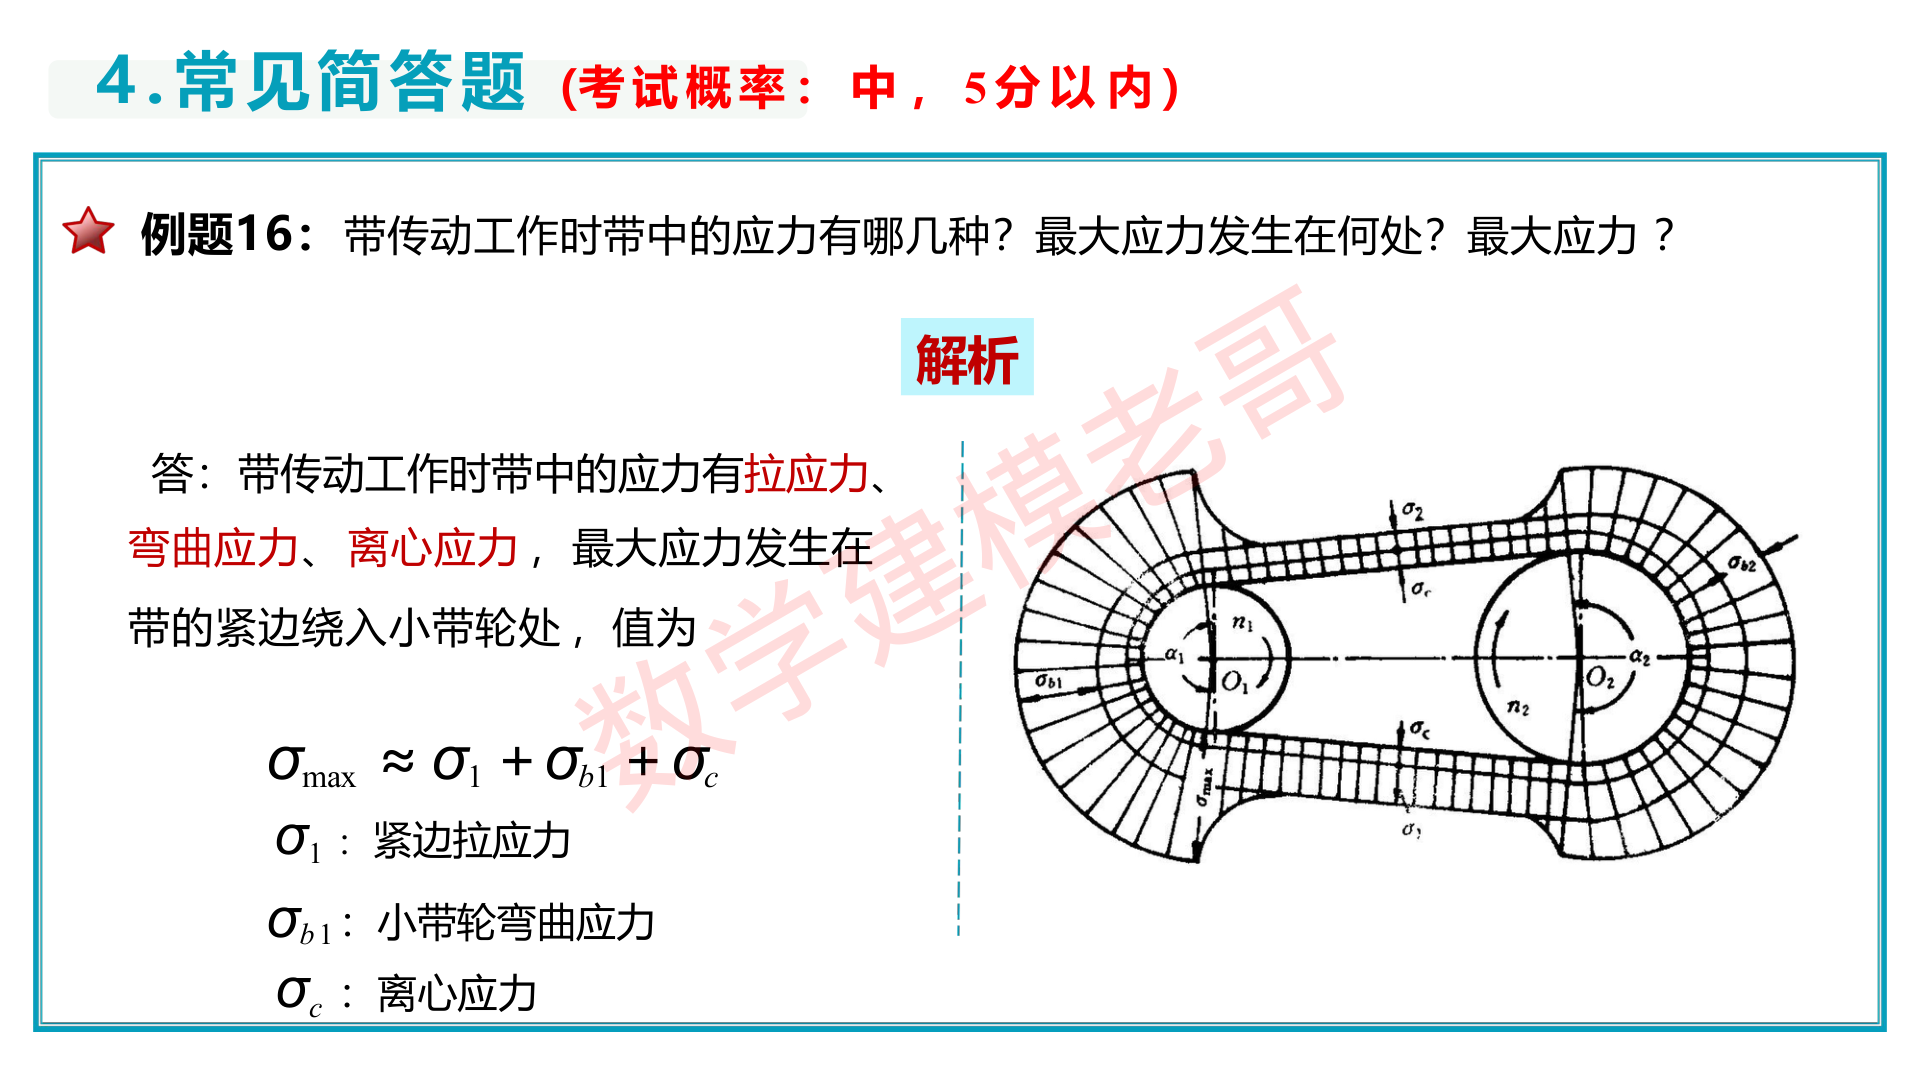 4.常见简答题 (考试概率：中，5分以内)
例题16：带传动工作时带中的应力有哪几种？最大应力发生在何处？最大应力？
解析
答：带传动工作时带中的应力有拉应力、
弯曲应力、离心应力，最大应力发生在
带的紧边绕入小带轮处，值为
σmax ≈ σ1 + σb1 + σc
σ1：紧边拉应力
σb1：小带轮弯曲应力
σc：离心应力
σ2
σc
σb2
n1
α1
O1
σb1
α2
O2
n2
σc
σmax
数学建模老哥